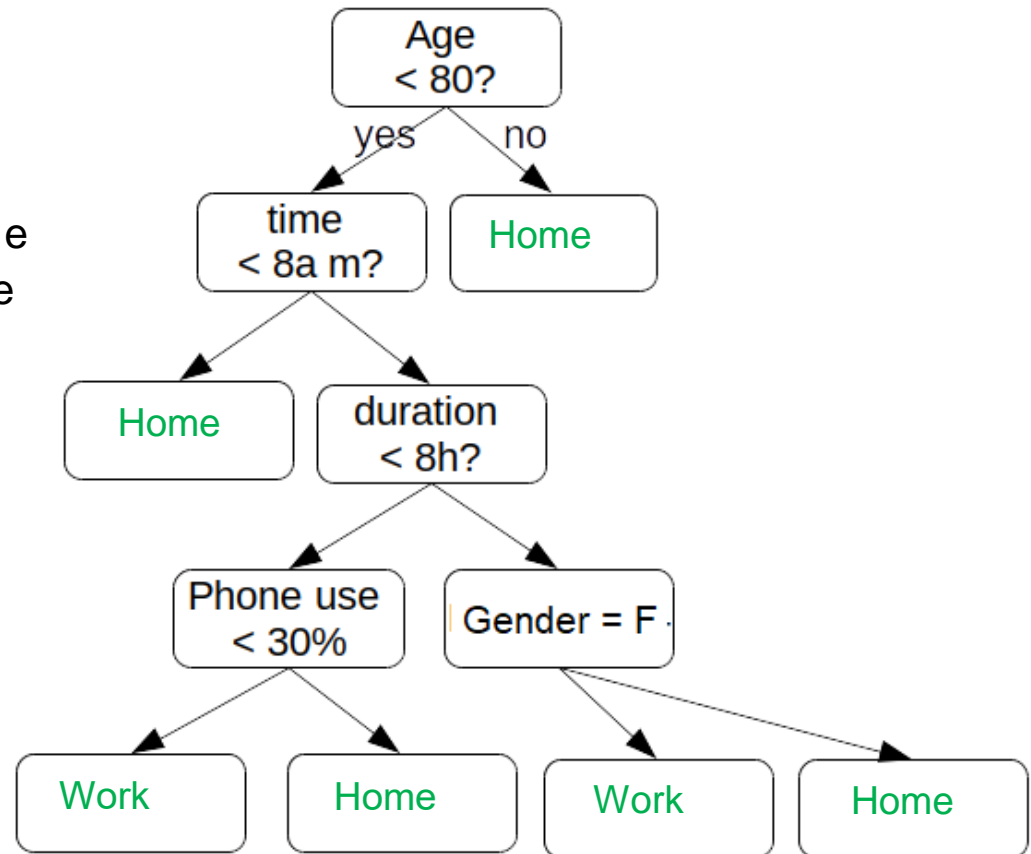 Age
< 80?
yes
no
time
< 8a m?
Home
e
e
Home
duration
< 8h?
Phone use
< 30%
Gender = F
Work
Home
Work
Home